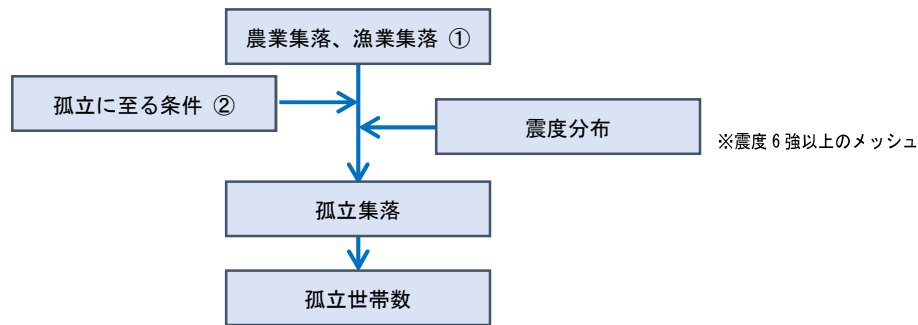 農業集落、漁業集落 ①
孤立に至る条件 ②
震度分布
※震度6強以上のメッシュ
孤立集落
孤立世帯数